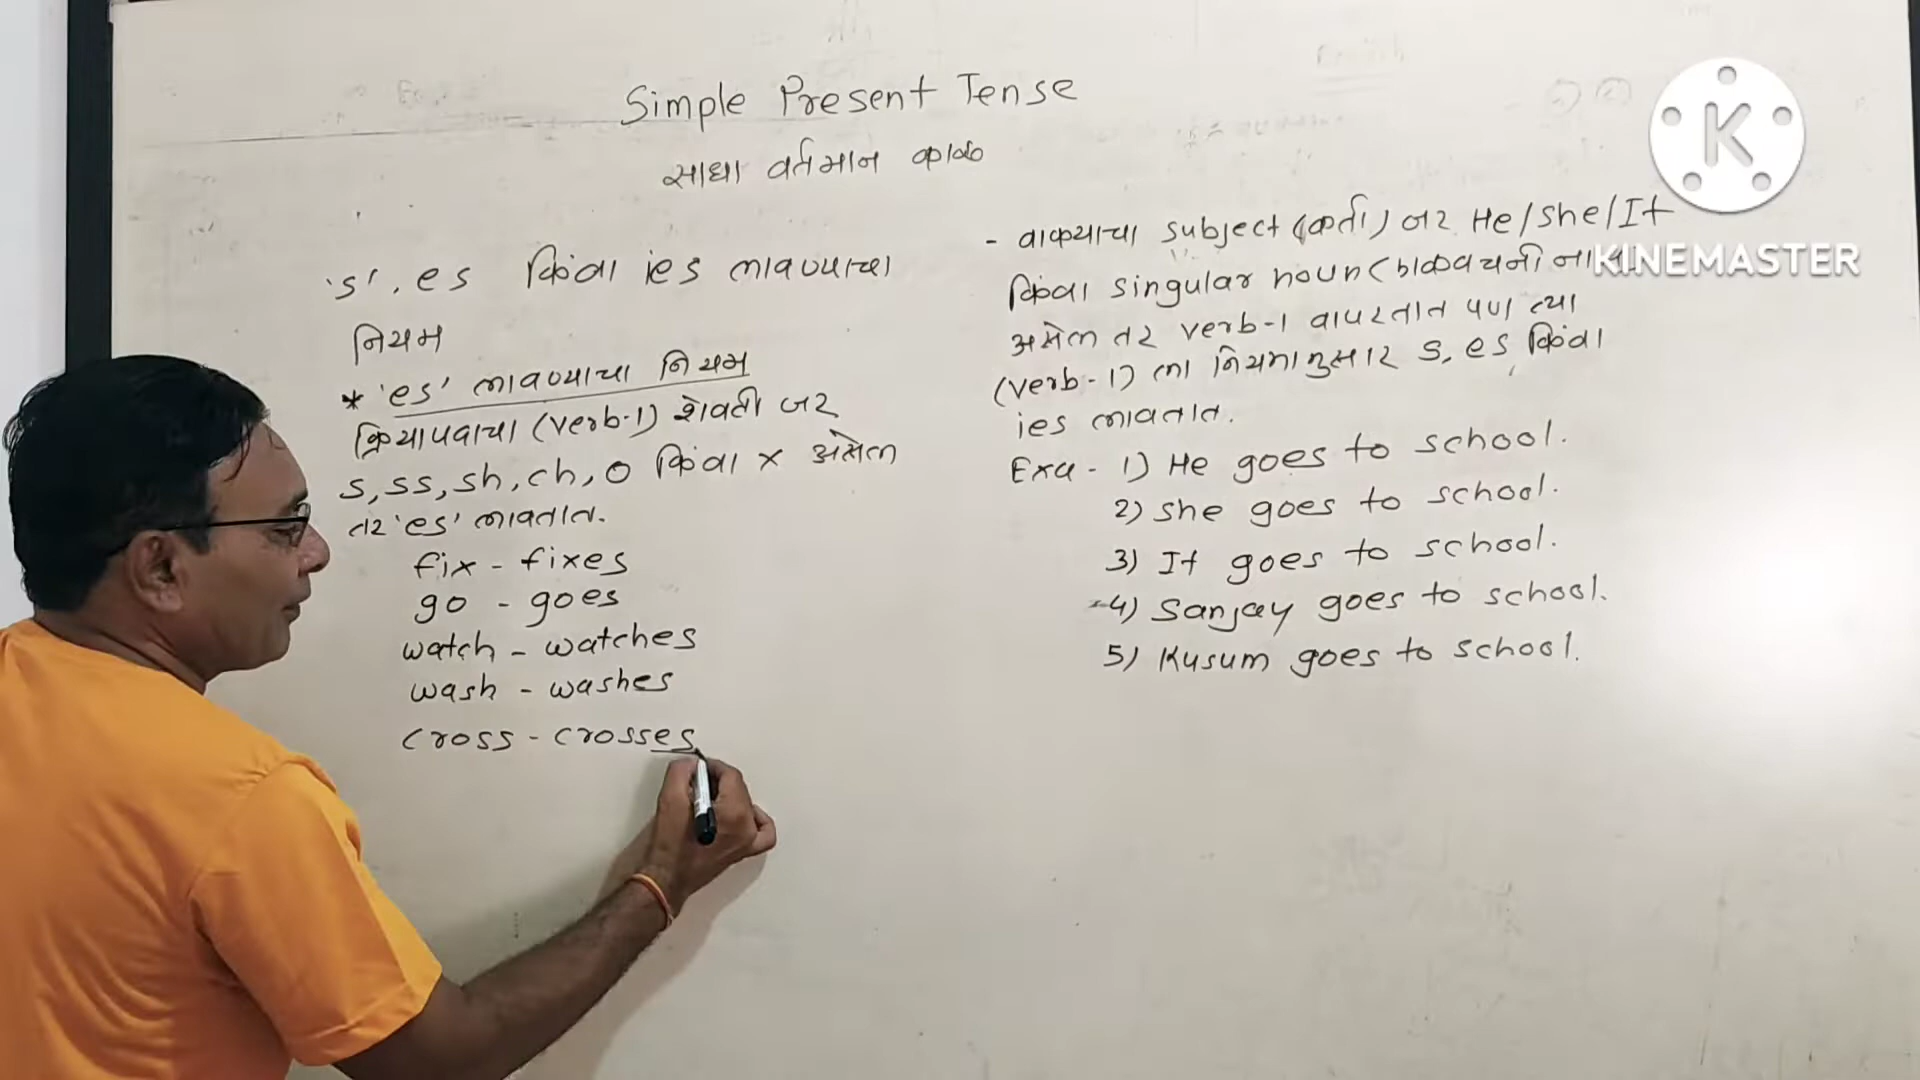 Simple Present Tense
साधा वर्तमान काळ
's', es किंवा ies लावण्याचा
नियम
* 'es' लावण्याचा नियम
क्रियापदाचा (verb-1) शेवटी जर
s, ss, sh, ch, o किंवा x असेल
तर 'es' लावतात.
fix - fixes
go - goes
watch - watches
wash - washes
cross - crosses
- वाक्याचा subject (कर्ता) जर He/She/It
किंवा singular noun (एकवचनी
असेल तर verb-1 वापरतात पण त्या
(verb-1) ला नियमानुसार s, es किंवा
ies लावतात.
Exa - 1) He goes to school.
2) She goes to school.
3) It goes to school.
4) Sanjay goes to school.
5) Kusum goes to school.
K
KINEMASTER